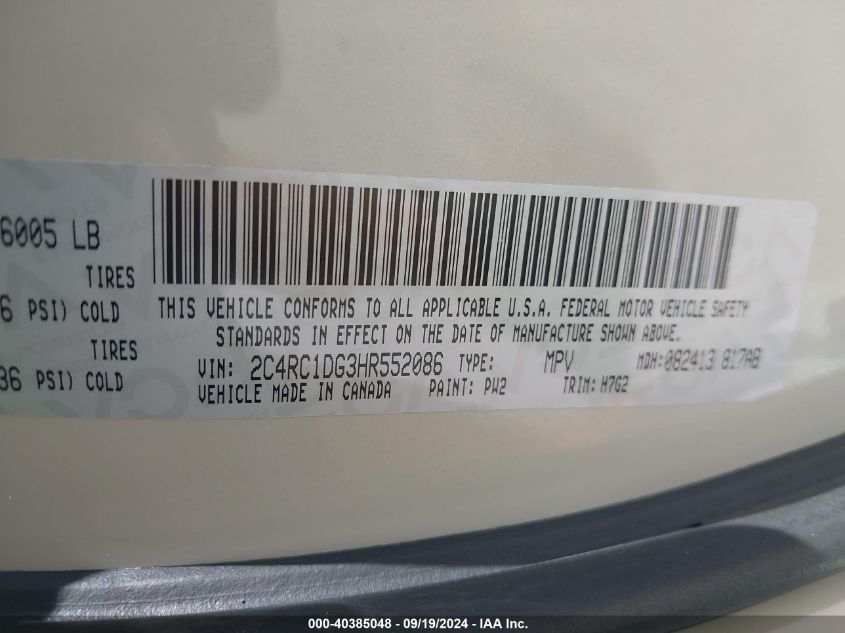 6005 LB
TIRES
6 PSI) COLD
TIRES
36 PSI) COLD
THIS VEHICLE CONFORMS TO ALL APPLICABLE U.S.A. FEDERAL MOTOR VEHICLE SAFETY
STANDARDS IN EFFECT ON THE DATE OF MANUFACTURE SHOWN ABOVE.
VIN: 2C4RC1DG3HR552086 TYPE: MPV MDH:082413 817AB
VEHICLE MADE IN CANADA PAINT: PW2 TRIM: H7G2
000-40385048 - 09/19/2024 - IAA Inc.